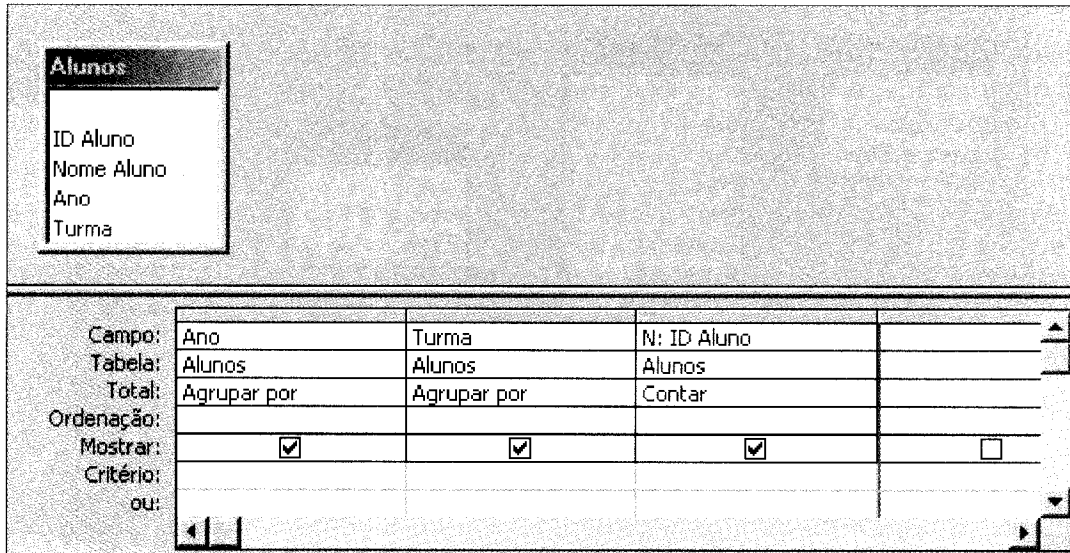 Alunos
ID Aluno
Nome Aluno
Ano
Turma
Campo: Ano Turma N: ID Aluno
Tabela: Alunos Alunos Alunos
Total: Agrupar por Agrupar por Contar
Ordenação:
Mostrar:
Critério:
ou: